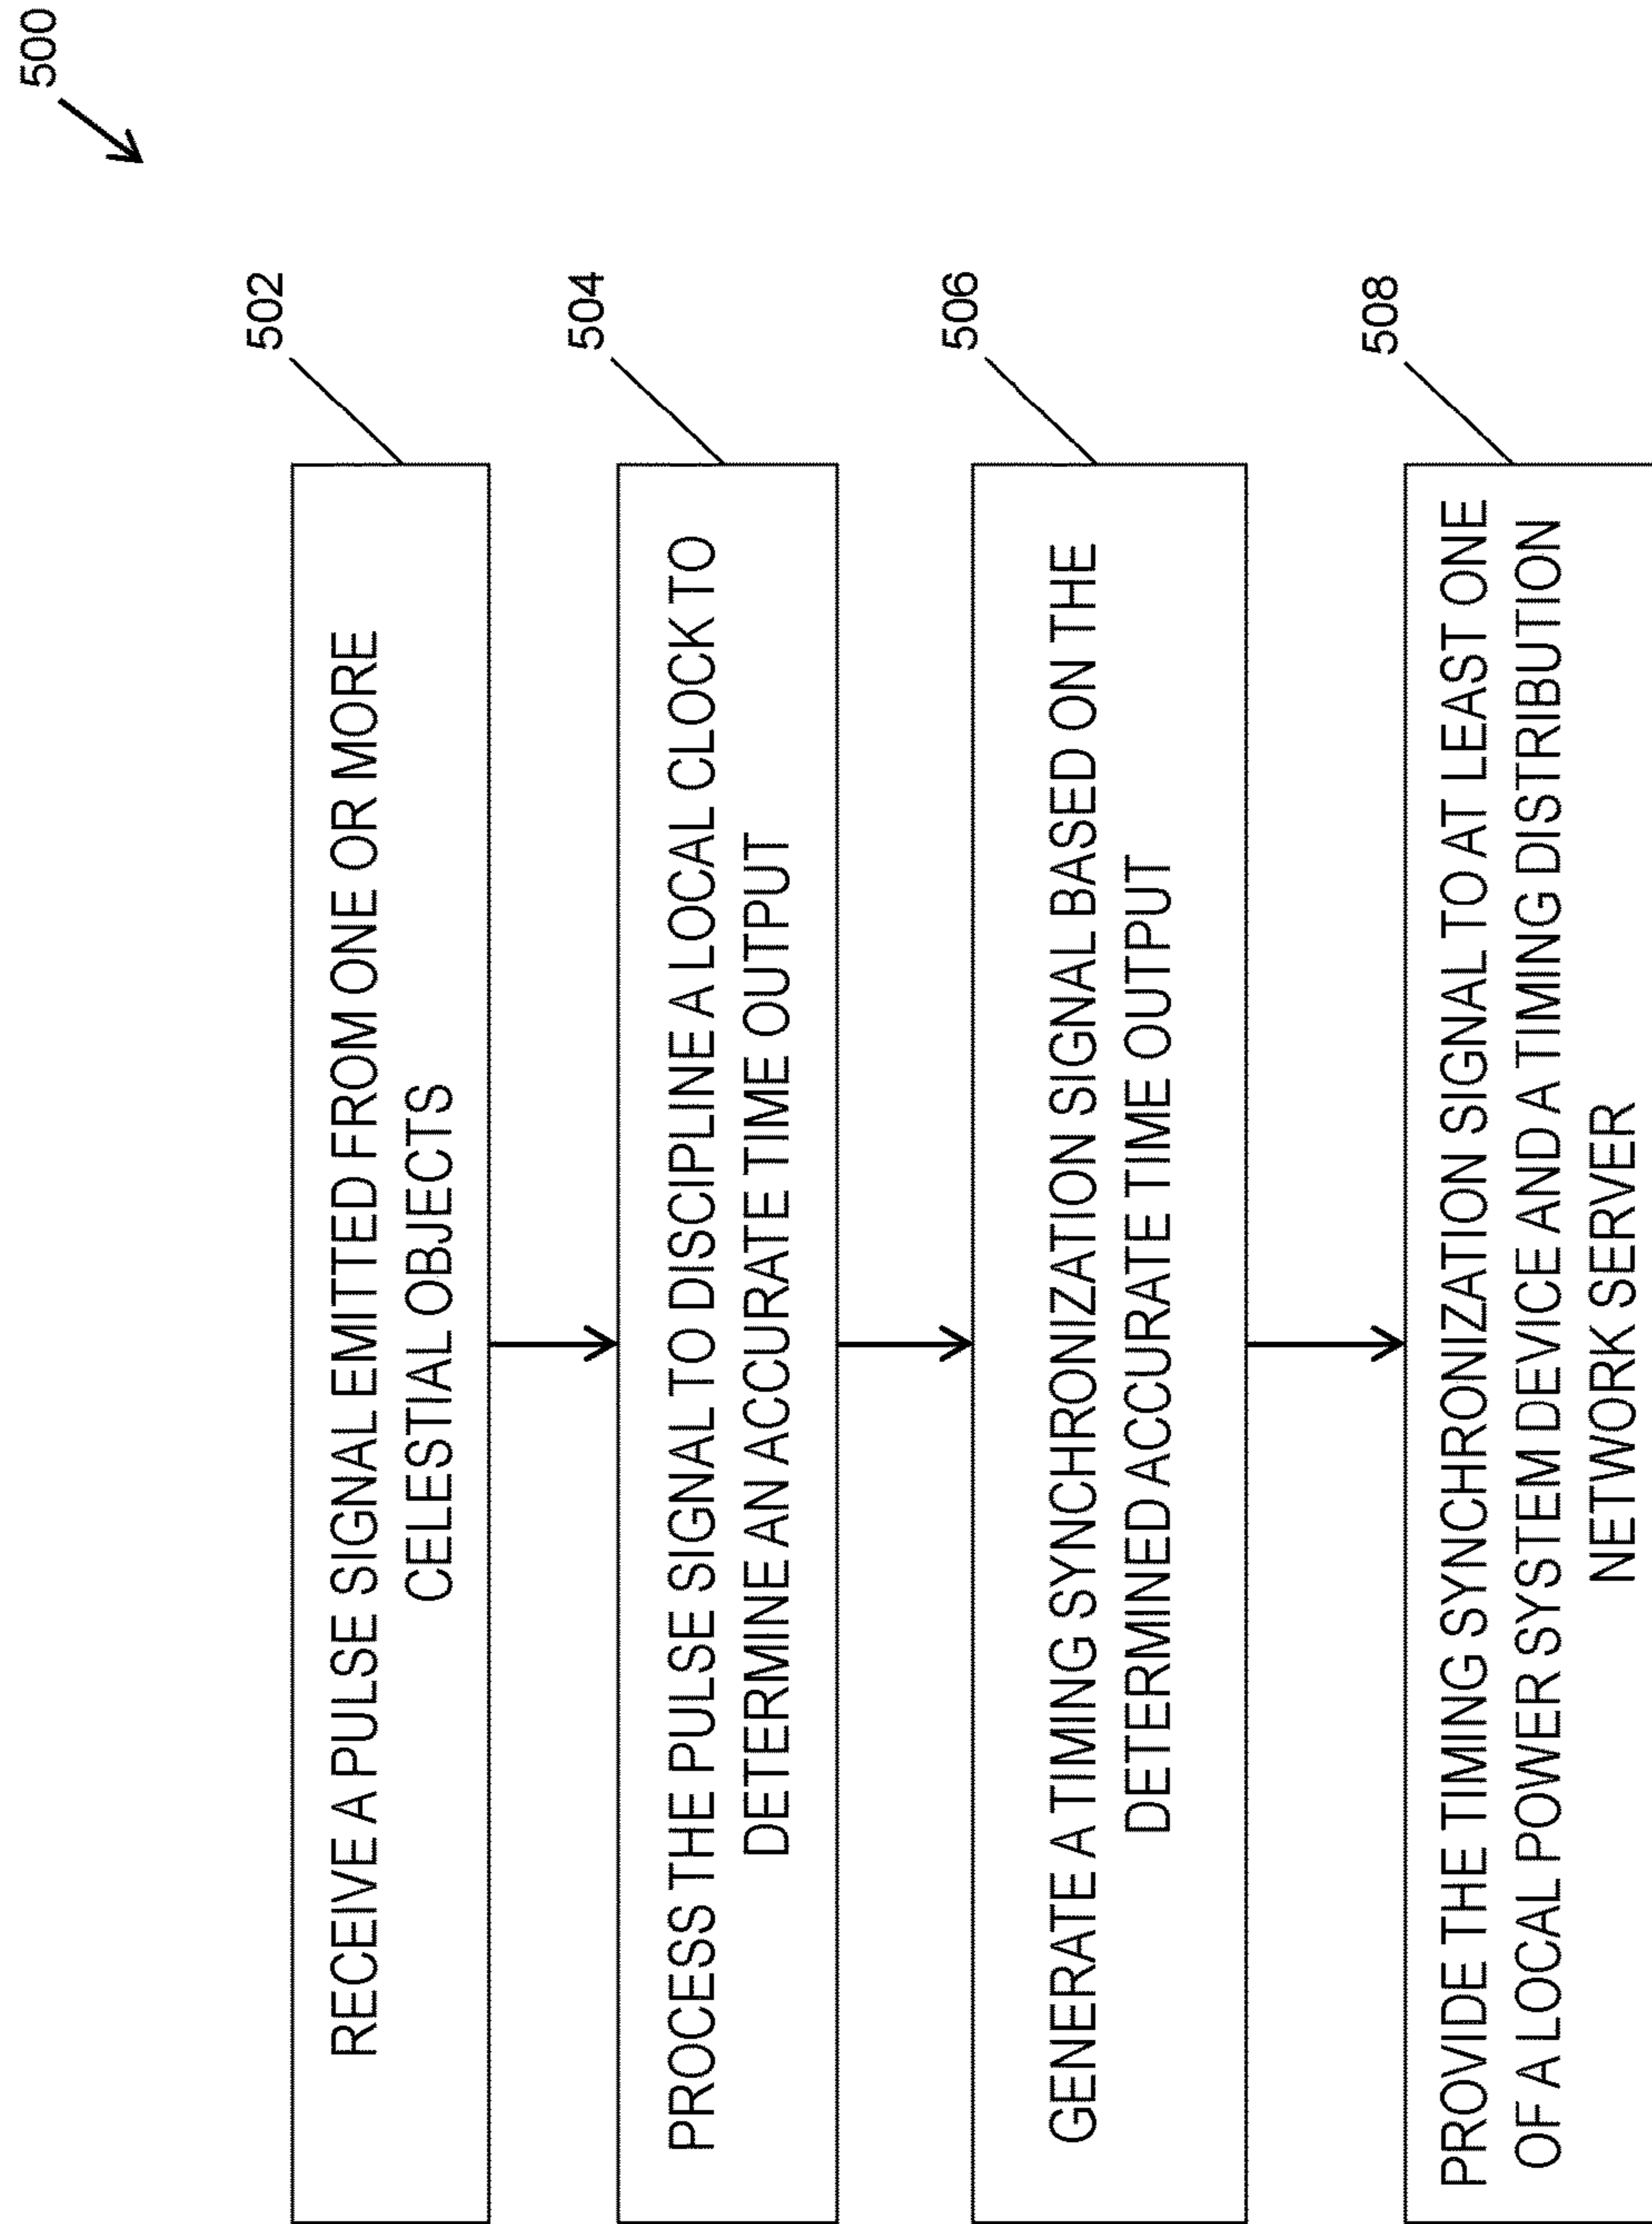 500
502
RECEIVE A PULSE SIGNAL EMITTED FROM ONE OR MORE
CELESTIAL OBJECTS
504
PROCESS THE PULSE SIGNAL TO DISCIPLINE A LOCAL CLOCK TO
DETERMINE AN ACCURATE TIME OUTPUT
506
GENERATE A TIMING SYNCHRONIZATION SIGNAL BASED ON THE
DETERMINED ACCURATE TIME OUTPUT
508
PROVIDE THE TIMING SYNCHRONIZATION SIGNAL TO AT LEAST ONE
OF A LOCAL POWER SYSTEM DEVICE AND A TIMING DISTRIBUTION
NETWORK SERVER